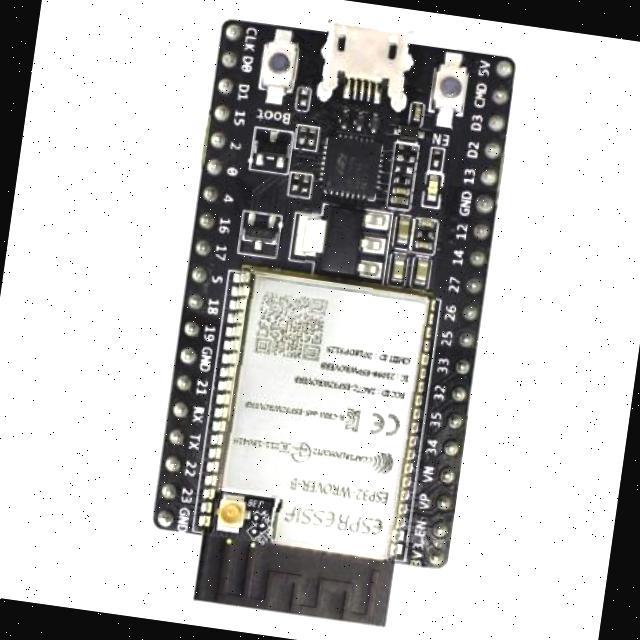 CLK
D0
D1
15
2
0
4
16
17
5
18
19
GND
21
RX
TX
22
23
GND
Boot
EN
5V
CMD
D3
D2
13
GND
12
14
27
26
25
33
32
35
34
VN
VP
EN
ESPRESSIF
ESP32-WROVER-B
CE